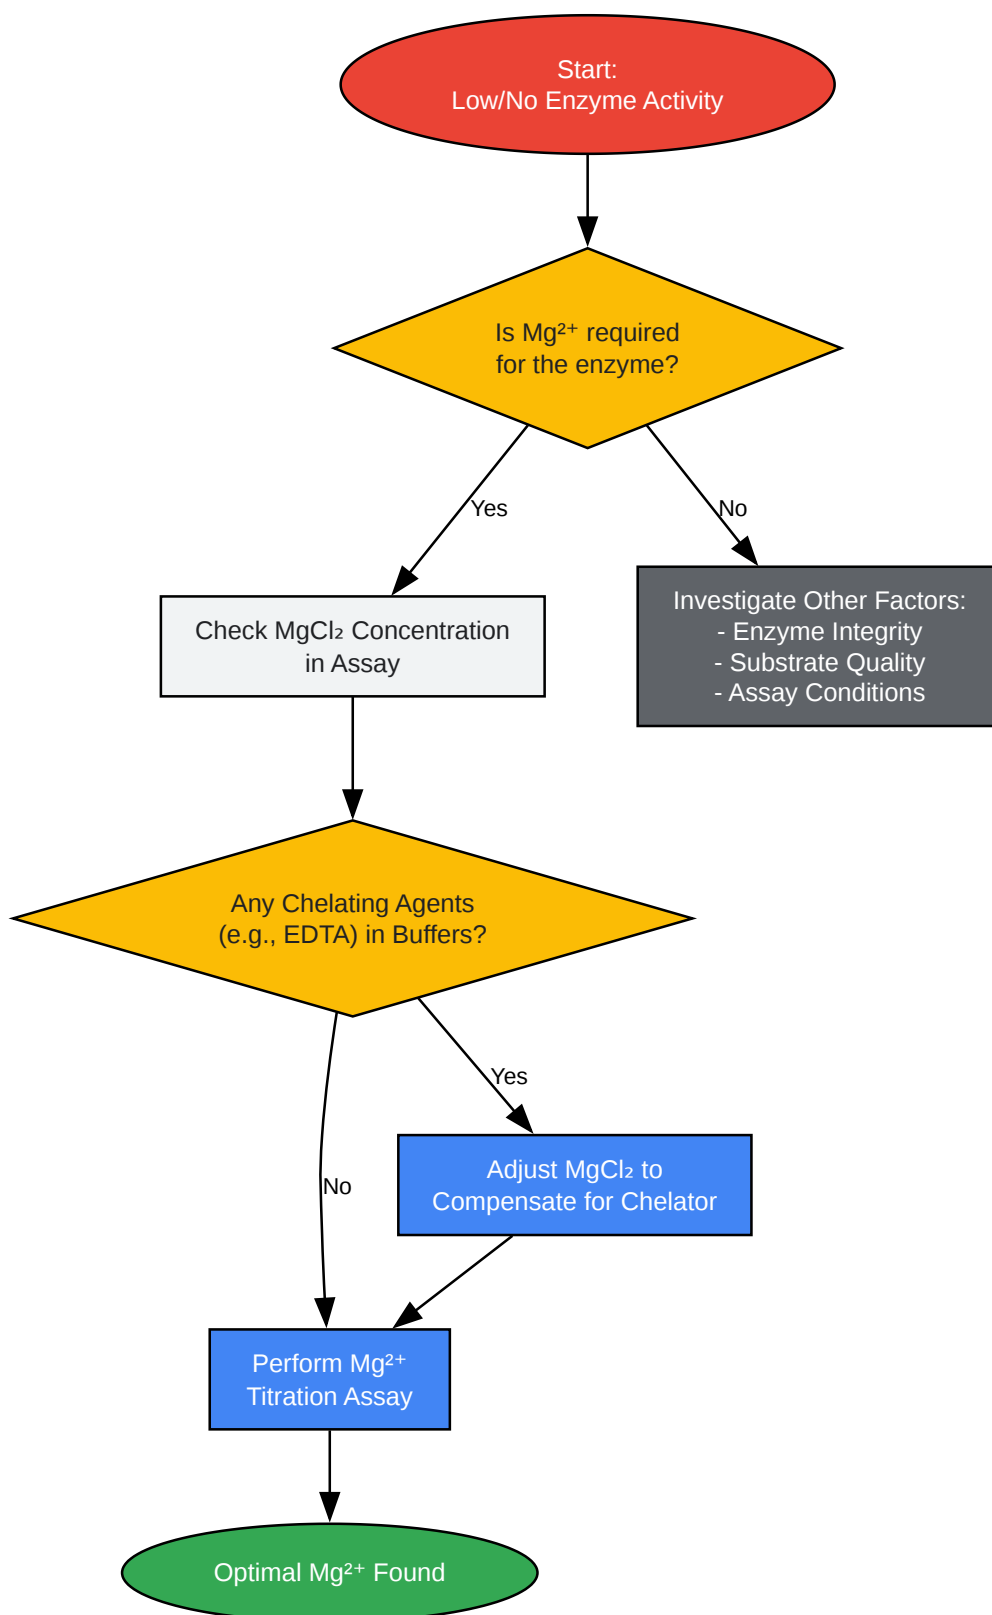 Start:
Low/No Enzyme Activity
Is Mg²⁺ required
for the enzyme?
Yes
No
Check MgCl₂ Concentration
in Assay
Investigate Other Factors:
- Enzyme Integrity
- Substrate Quality
- Assay Conditions
Any Chelating Agents
(e.g., EDTA) in Buffers?
Yes
No
Adjust MgCl₂ to
Compensate for Chelator
Perform Mg²⁺
Titration Assay
Optimal Mg²⁺ Found